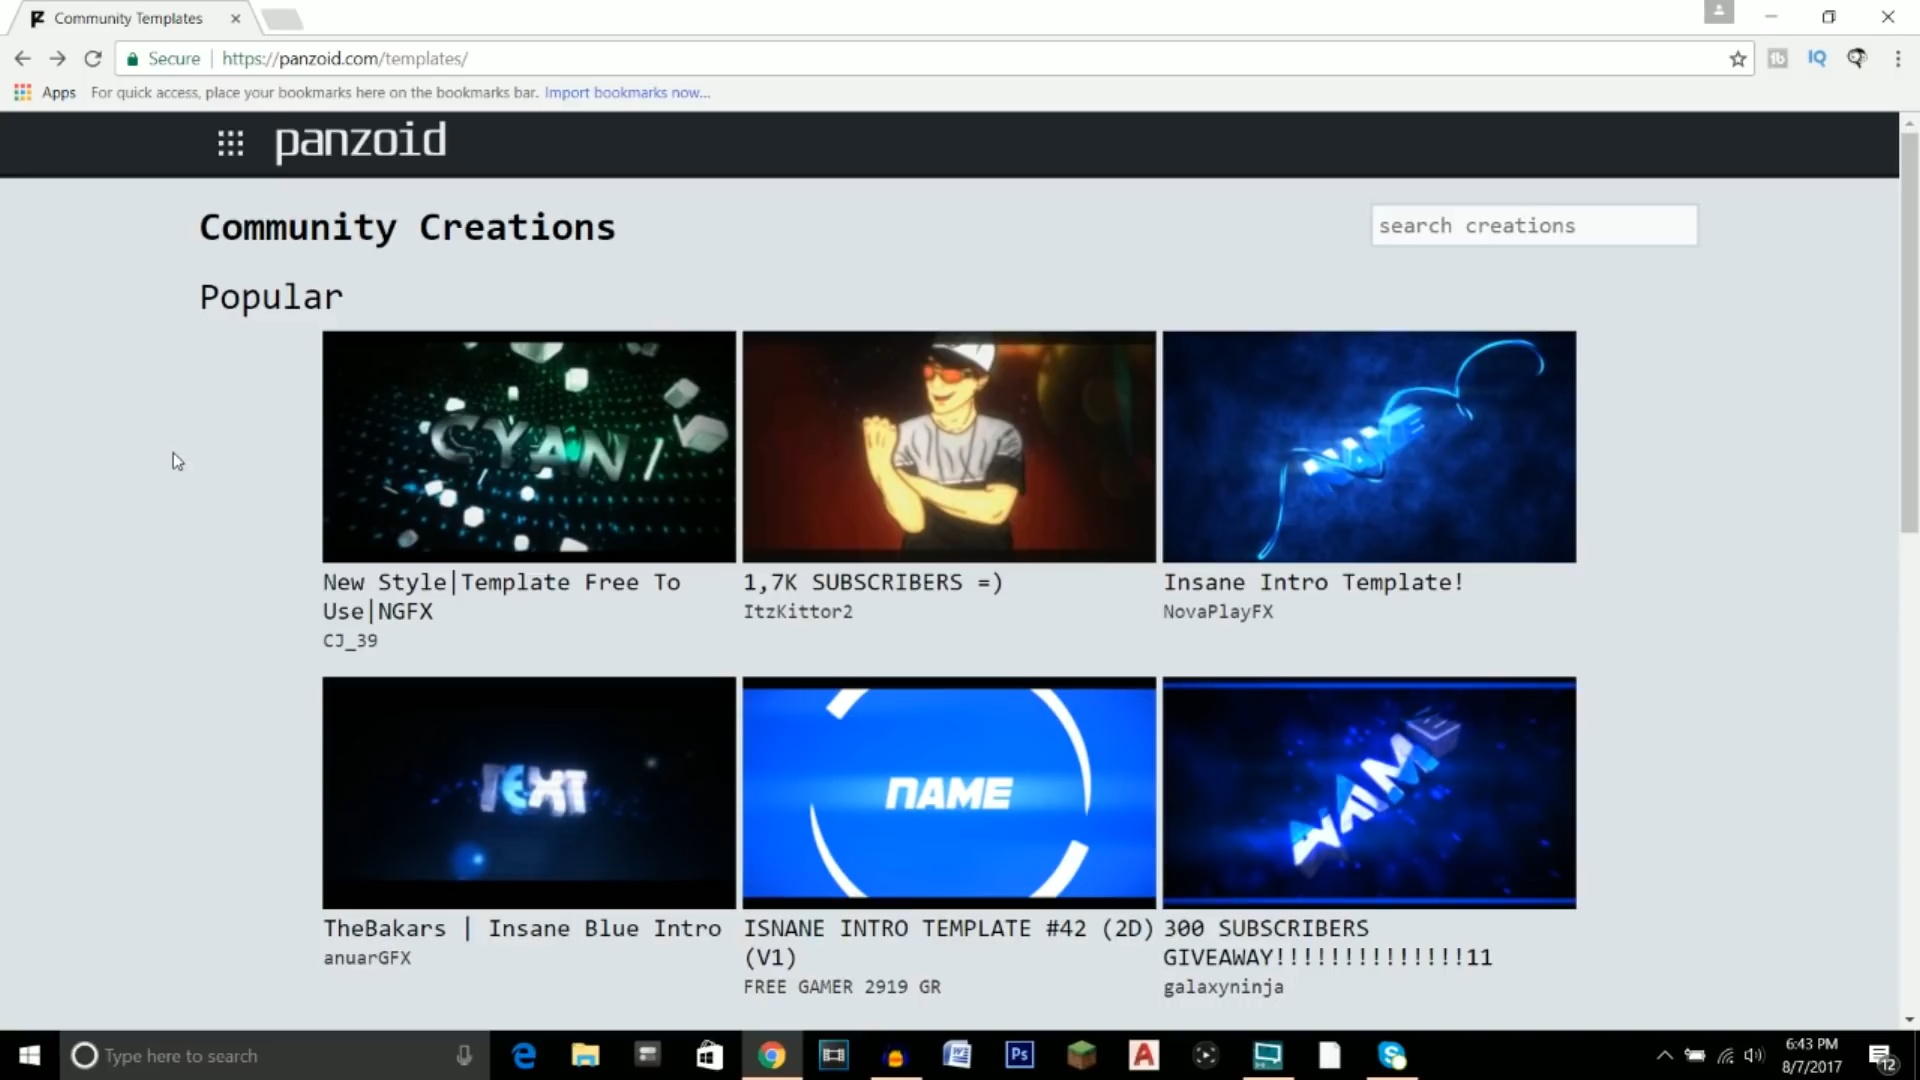 Community Templates
Secure | https://panzoid.com/templates/
IQ
Apps For quick access, place your bookmarks here on the bookmarks bar. Import bookmarks now...
panzoid
Community Creations
search creations
Popular
CYAN
New Style|Template Free To
Use|NGFX
CJ_39
1,7K SUBSCRIBERS =)
ItzKittor2
Insane Intro Template!
NovaPlayFX
TEXT
NAME
NAME
TheBakars | Insane Blue Intro
anuarGFX
ISNANE INTRO TEMPLATE #42 (2D)
(V1)
FREE GAMER 2919 GR
300 SUBSCRIBERS
GIVEAWAY!!!!!!!!!!!!!!11
galaxyninja
Type here to search
Ps
6:43 PM
8/7/2017
12